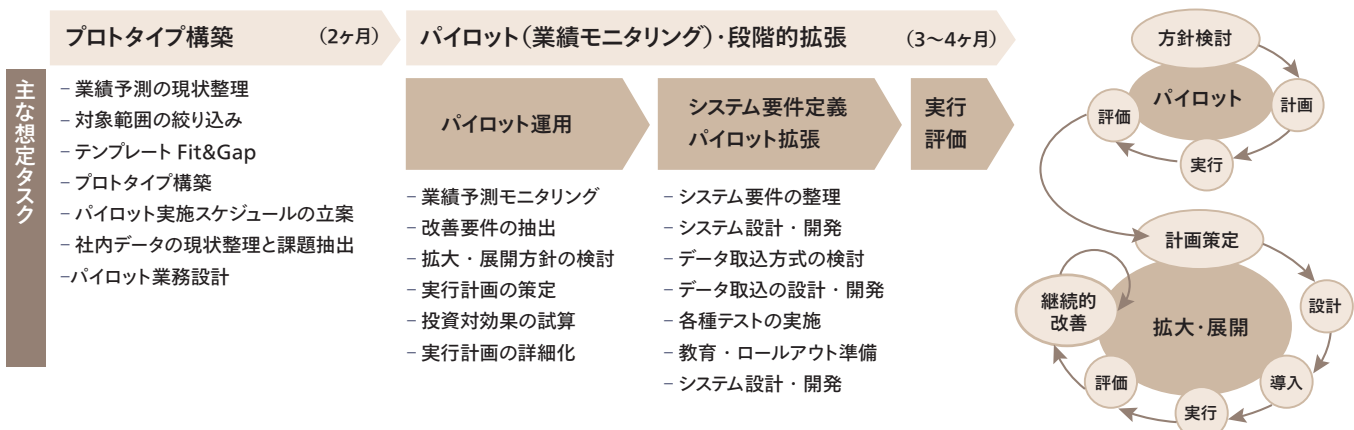 プロトタイプ構築 (2ヶ月)
パイロット(業績モニタリング)・段階的拡張 (3〜4ヶ月)
主な想定タスク
– 業績予測の現状整理
– 対象範囲の絞り込み
– テンプレート Fit&Gap
– プロトタイプ構築
– パイロット実施スケジュールの立案
– 社内データの現状整理と課題抽出
–パイロット業務設計
パイロット運用
– 業績予測モニタリング
– 改善要件の抽出
– 拡大・展開方針の検討
– 実行計画の策定
– 投資対効果の試算
– 実行計画の詳細化
システム要件定義
パイロット拡張
– システム要件の整理
– システム設計・開発
– データ取込方式の検討
– データ取込の設計・開発
– 各種テストの実施
– 教育・ロールアウト準備
– システム設計・開発
実行
評価
方針検討
パイロット
計画
評価
実行
計画策定
継続的
改善
拡大・展開
設計
評価
導入
実行